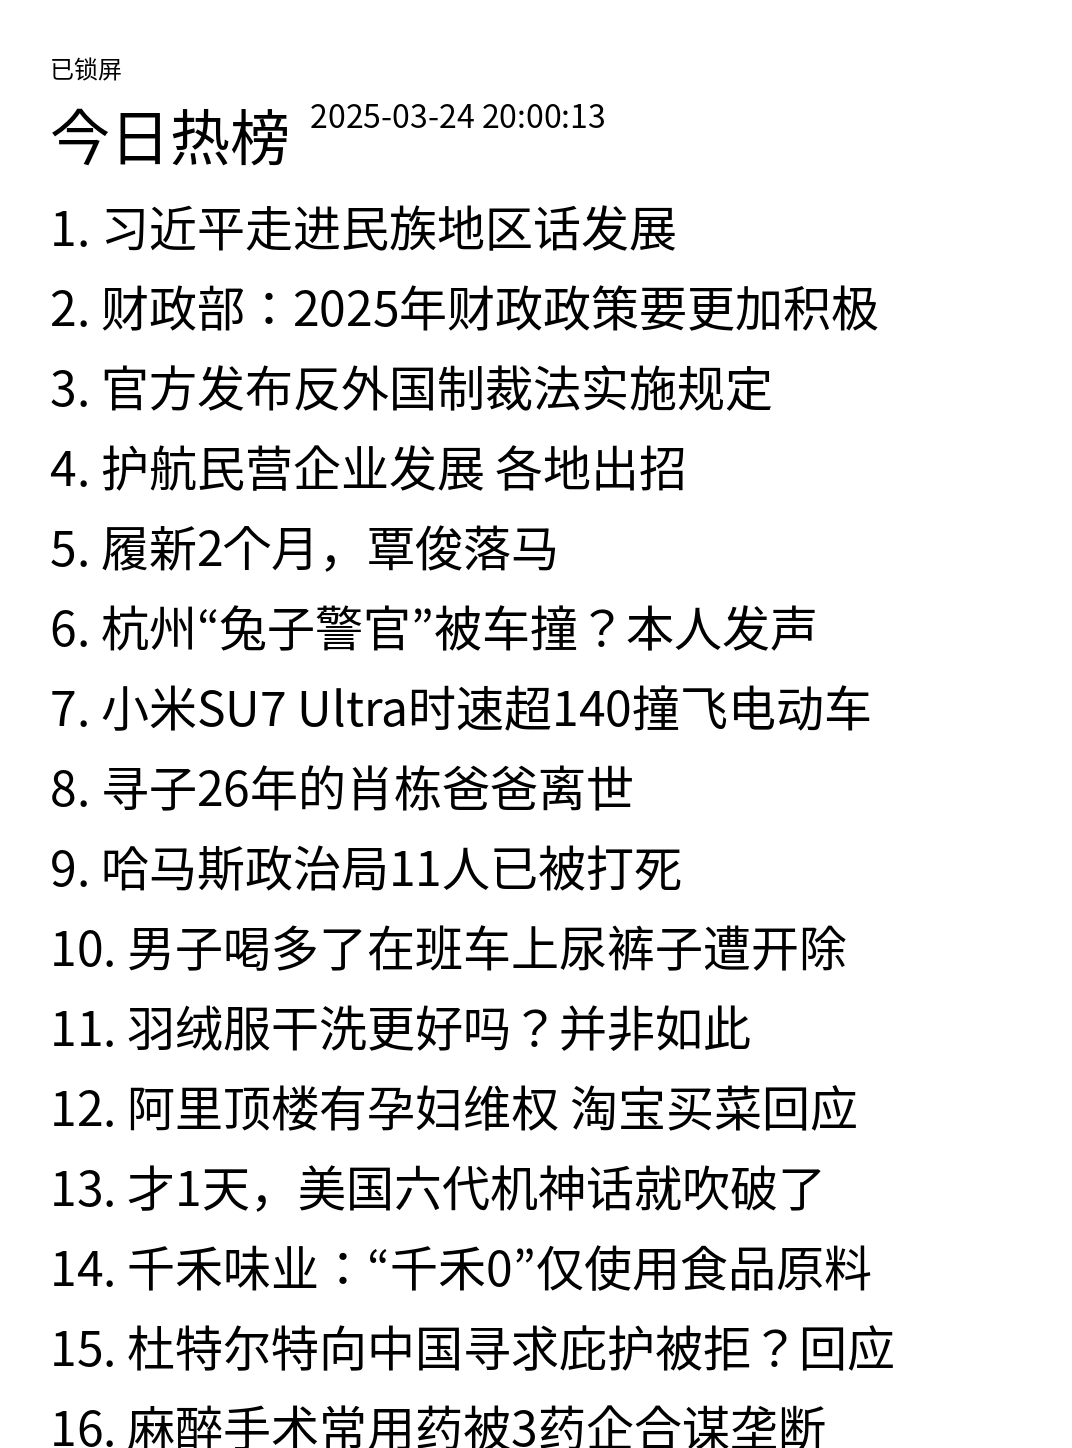 已锁屏
今日热榜 2025-03-24 20:00:13
1. 习近平走进民族地区话发展
2. 财政部：2025年财政政策要更加积极
3. 官方发布反外国制裁法实施规定
4. 护航民营企业发展 各地出招
5. 履新2个月，覃俊落马
6. 杭州“兔子警官”被车撞？本人发声
7. 小米SU7 Ultra时速超140撞飞电动车
8. 寻子26年的肖栋爸爸离世
9. 哈马斯政治局11人已被打死
10. 男子喝多了在班车上尿裤子遭开除
11. 羽绒服干洗更好吗？并非如此
12. 阿里顶楼有孕妇维权 淘宝买菜回应
13. 才1天，美国六代机神话就吹破了
14. 千禾味业：“千禾0”仅使用食品原料
15. 杜特尔特向中国寻求庇护被拒？回应
16. 麻醉手术常用药被3药企合谋垄断